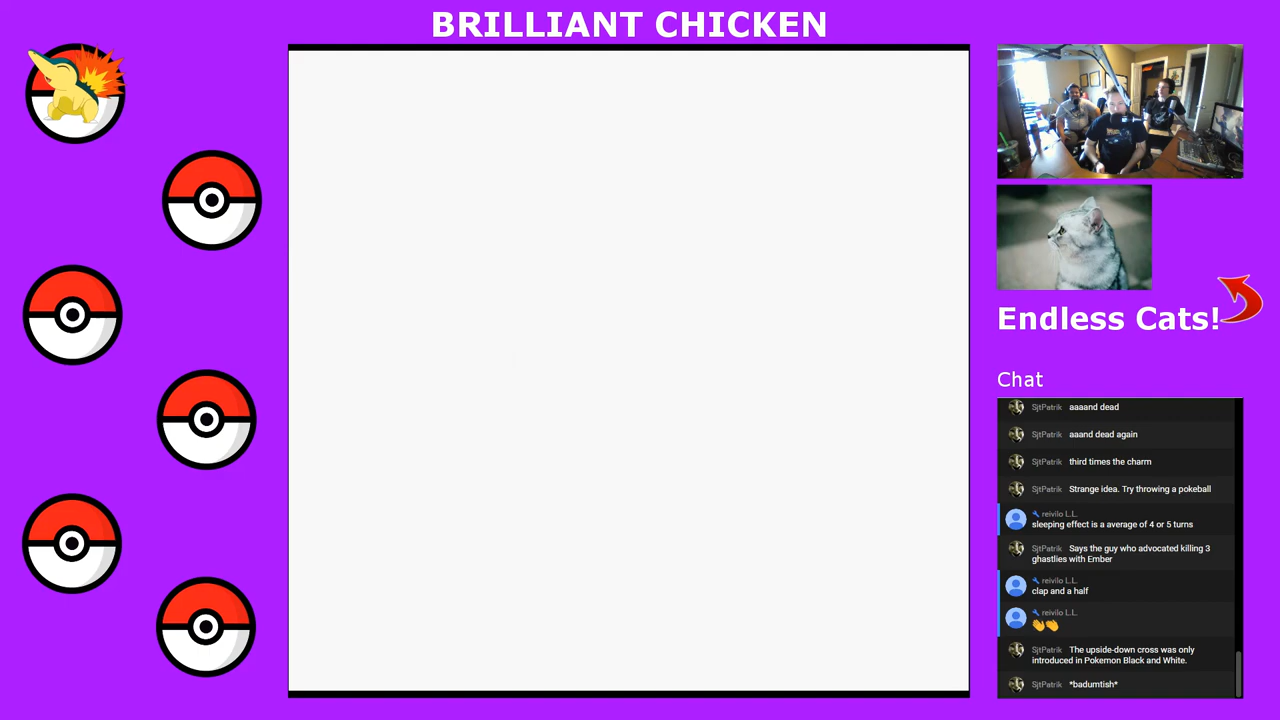 BRILLIANT CHICKEN
Endless Cats!
Chat
SjtPatrik aaaand dead
SjtPatrik aaand dead again
SjtPatrik third times the charm
SjtPatrik Strange idea. Try throwing a pokeball
reivilo L.L.
sleeping effect is a average of 4 or 5 turns
SjtPatrik Says the guy who advocated killing 3
ghastlies with Ember
reivilo L.L.
clap and a half
reivilo L.L.
👏👏
SjtPatrik The upside-down cross was only
introduced in Pokemon Black and White.
SjtPatrik *badumtish*